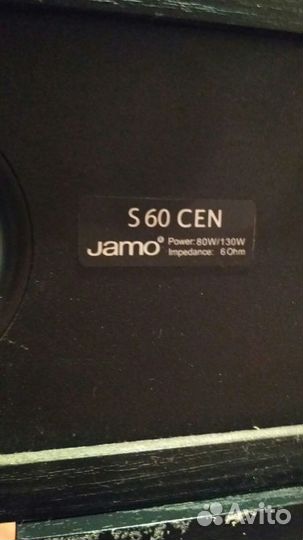 S 60 CEN
Jamo® Power: 80W/130W
Impedance: 6 Ohm
Avito